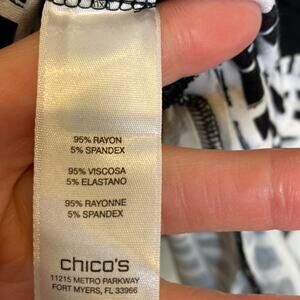 95% RAYON
5% SPANDEX
95% VISCOSA
5% ELASTANO
95% RAYONNE
5% SPANDEX
chico's
11215 METRO PARKWAY
FORT MYERS, FL 33966